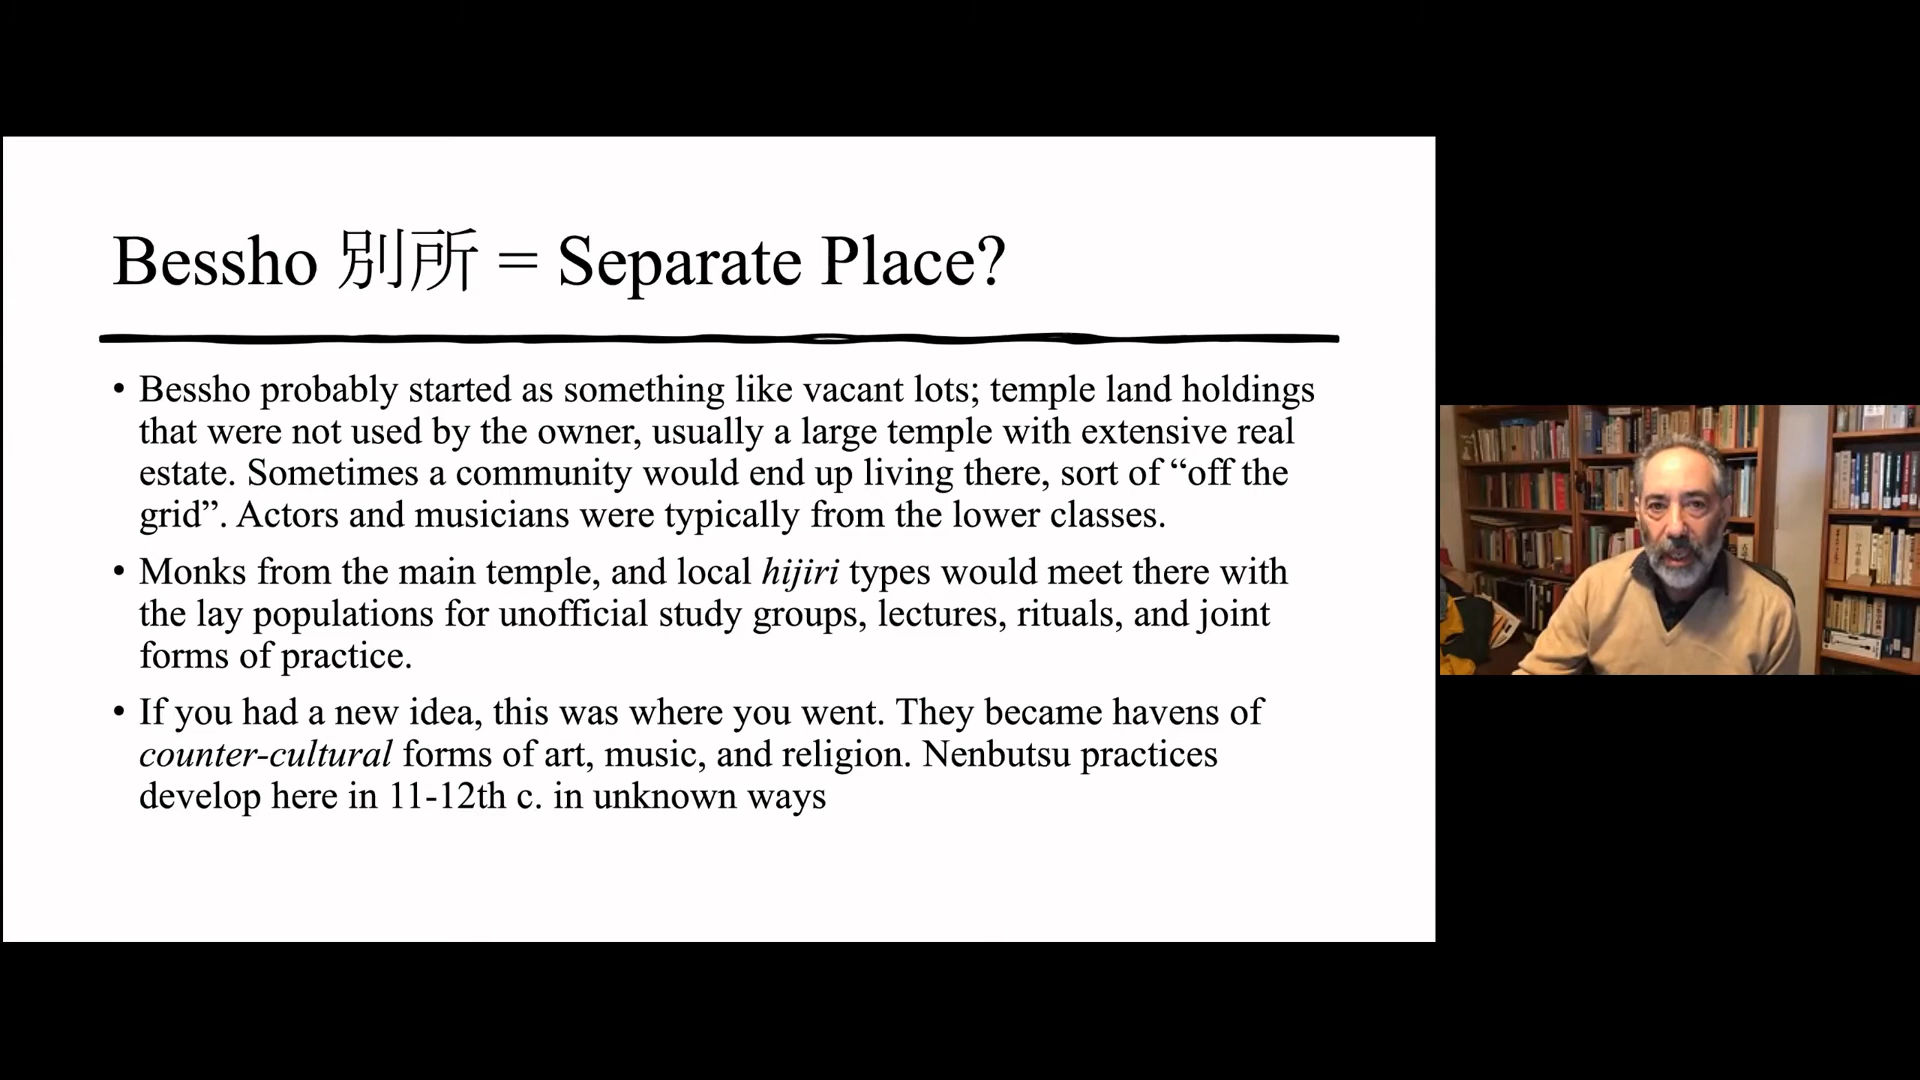 Bessho 別所 = Separate Place?
• Bessho probably started as something like vacant lots; temple land holdings
that were not used by the owner, usually a large temple with extensive real
estate. Sometimes a community would end up living there, sort of “off the
grid”. Actors and musicians were typically from the lower classes.
• Monks from the main temple, and local hijiri types would meet there with
the lay populations for unofficial study groups, lectures, rituals, and joint
forms of practice.
• If you had a new idea, this was where you went. They became havens of
counter-cultural forms of art, music, and religion. Nenbutsu practices
develop here in 11-12th c. in unknown ways